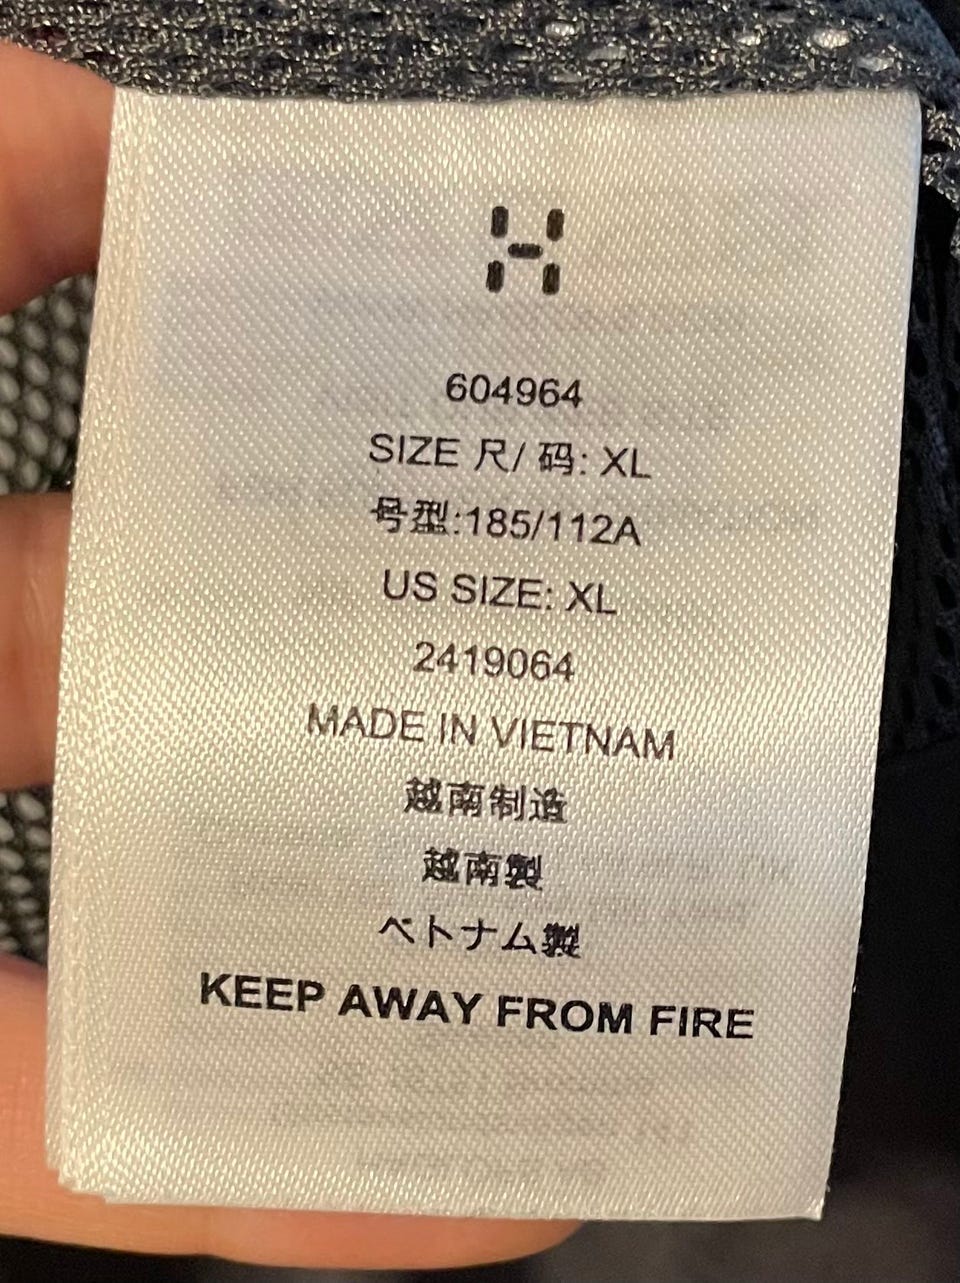 604964
SIZE 尺/ 码: XL
号型:185/112A
US SIZE: XL
2419064
MADE IN VIETNAM
越南制造
越南製
ベトナム製
KEEP AWAY FROM FIRE